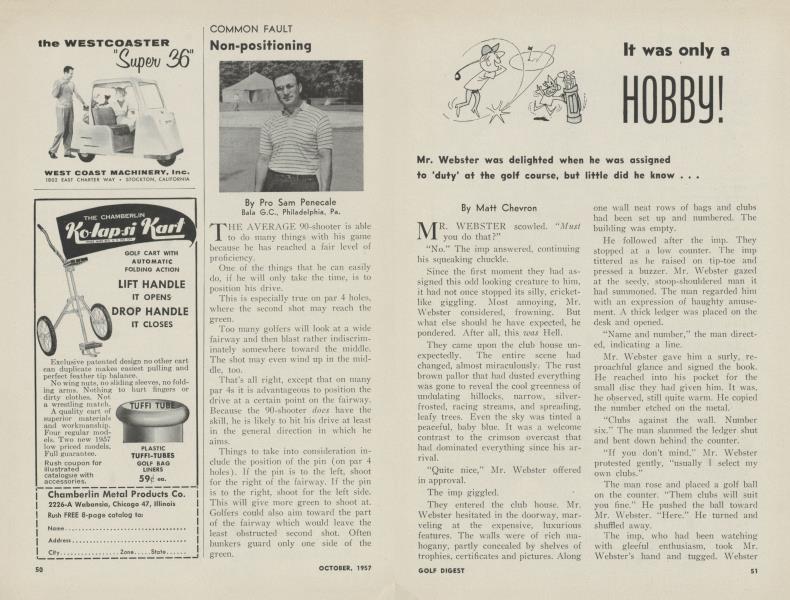 the WESTCOASTER
"Super 36"
WEST COAST MACHINERY, Inc.
1802 EAST CHARTER WAY • STOCKTON, CALIFORNIA
THE CHAMBERLIN
Ko-lap-si Kart
GOLF CART WITH
AUTOMATIC
FOLDING ACTION
LIFT HANDLE
IT OPENS
DROP HANDLE
IT CLOSES
Exclusive patented design no other cart
can duplicate makes easiest pulling and
perfect feather tip balance.
No wing nuts, no sliding sleeves, no fold-
ing arms. Nothing to hurt fingers or
dirty clothes. Not
a wrestling match.
A quality cart of
superior materials
and workmanship.
Four regular mod-
els. Two new 1957
low priced models.
Full guarantee.
Rush coupon for
illustrated
catalogue with
accessories.
TUFFI TUBE
PLASTIC
TUFFI-TUBES
GOLF BAG
LINERS
59¢ ea.
Chamberlin Metal Products Co.
2226-A Wabansia, Chicago 47, Illinois
Rush FREE 8-page catalog to:
Name
Address
City Zone State
50
COMMON FAULT
Non-positioning
By Pro Sam Penecale
Bala G.C., Philadelphia, Pa.
THE AVERAGE 90-shooter is able
to do many things with his game
because he has reached a fair level of
proficiency.
One of the things that he can easily
do, if he will only take the time, is to
position his drive.
This is especially true on par 4 holes,
where the second shot may reach the
green.
Too many golfers will look at a wide
fairway and then blast rather indiscrim-
inately somewhere toward the middle.
The shot may even wind up in the mid-
dle, too.
That's all right, except that on many
par 4s it is advantageous to position the
drive at a certain point on the fairway.
Because the 90-shooter does have the
skill, he is likely to hit his drive at least
in the general direction in which he
aims.
Things to take into consideration in-
clude the position of the pin (on par 4
holes). If the pin is to the left, shoot
for the right of the fairway. If the pin
is to the right, shoot for the left side.
This will give more green to shoot at.
Golfers could also aim toward the part
of the fairway which would leave the
least obstructed second shot. Often
bunkers guard only one side of the
green.
OCTOBER, 1957
It was only a
HOBBY!
Mr. Webster was delighted when he was assigned
to 'duty' at the golf course, but little did he know . . .
By Matt Chevron
MR. WEBSTER scowled. "Must
you do that?"
"No." The imp answered, continuing
his squeaking chuckle.
Since the first moment they had as-
signed this odd looking creature to him,
it had not once stopped its silly, cricket-
like giggling. Most annoying, Mr.
Webster considered, frowning. But
what else should he have expected, he
pondered. After all, this was Hell.
They came upon the club house un-
expectedly. The entire scene had
changed, almost miraculously. The rust
brown pallor that had dusted everything
was gone to reveal the cool greenness of
undulating hillocks, narrow, silver-
frosted, racing streams, and spreading,
leafy trees. Even the sky was tinted a
peaceful, baby blue. It was a welcome
contrast to the crimson overcast that
had dominated everything since his ar-
rival.
"Quite nice," Mr. Webster offered
in approval.
The imp giggled.
They entered the club house. Mr.
Webster hesitated in the doorway, mar-
veling at the expensive, luxurious
features. The walls were of rich ma-
hogany, partly concealed by shelves of
trophies, certificates and pictures. Along
GOLF DIGEST
one wall neat rows of bags and clubs
had been set up and numbered. The
building was empty.
He followed after the imp. They
stopped at a low counter. The imp
tittered as he raised on tip-toe and
pressed a buzzer. Mr. Webster gazed
at the seedy, stoop-shouldered man it
had summoned. The man regarded him
with an expression of haughty amuse-
ment. A thick ledger was placed on the
desk and opened.
"Name and number," the man direct-
ed, indicating a line.
Mr. Webster gave him a surly, re-
proachful glance and signed the book.
He reached into his pocket for the
small disc they had given him. It was,
he observed, still quite warm. He copied
the number etched on the metal.
"Clubs against the wall. Number
six." The man slammed the ledger shut
and bent down behind the counter.
"If you don't mind," Mr. Webster
protested gently, "usually I select my
own clubs."
The man rose and placed a golf ball
on the counter. "Them clubs will suit
you fine." He pushed the ball toward
Mr. Webster. "Here." He turned and
shuffled away.
The imp, who had been watching
with gleeful enthusiasm, took Mr.
Webster's hand and tugged. Webster
51